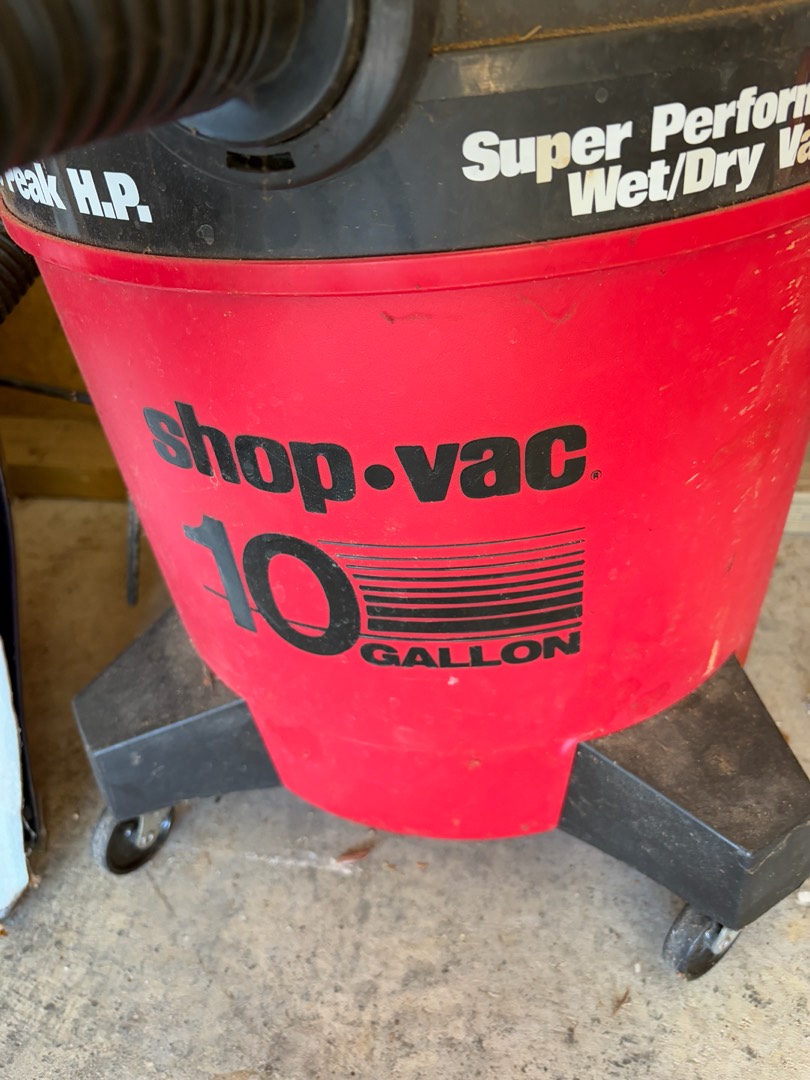 Peak H.P.
Super Perform
Wet/Dry Va
shop•vac®
10
GALLON